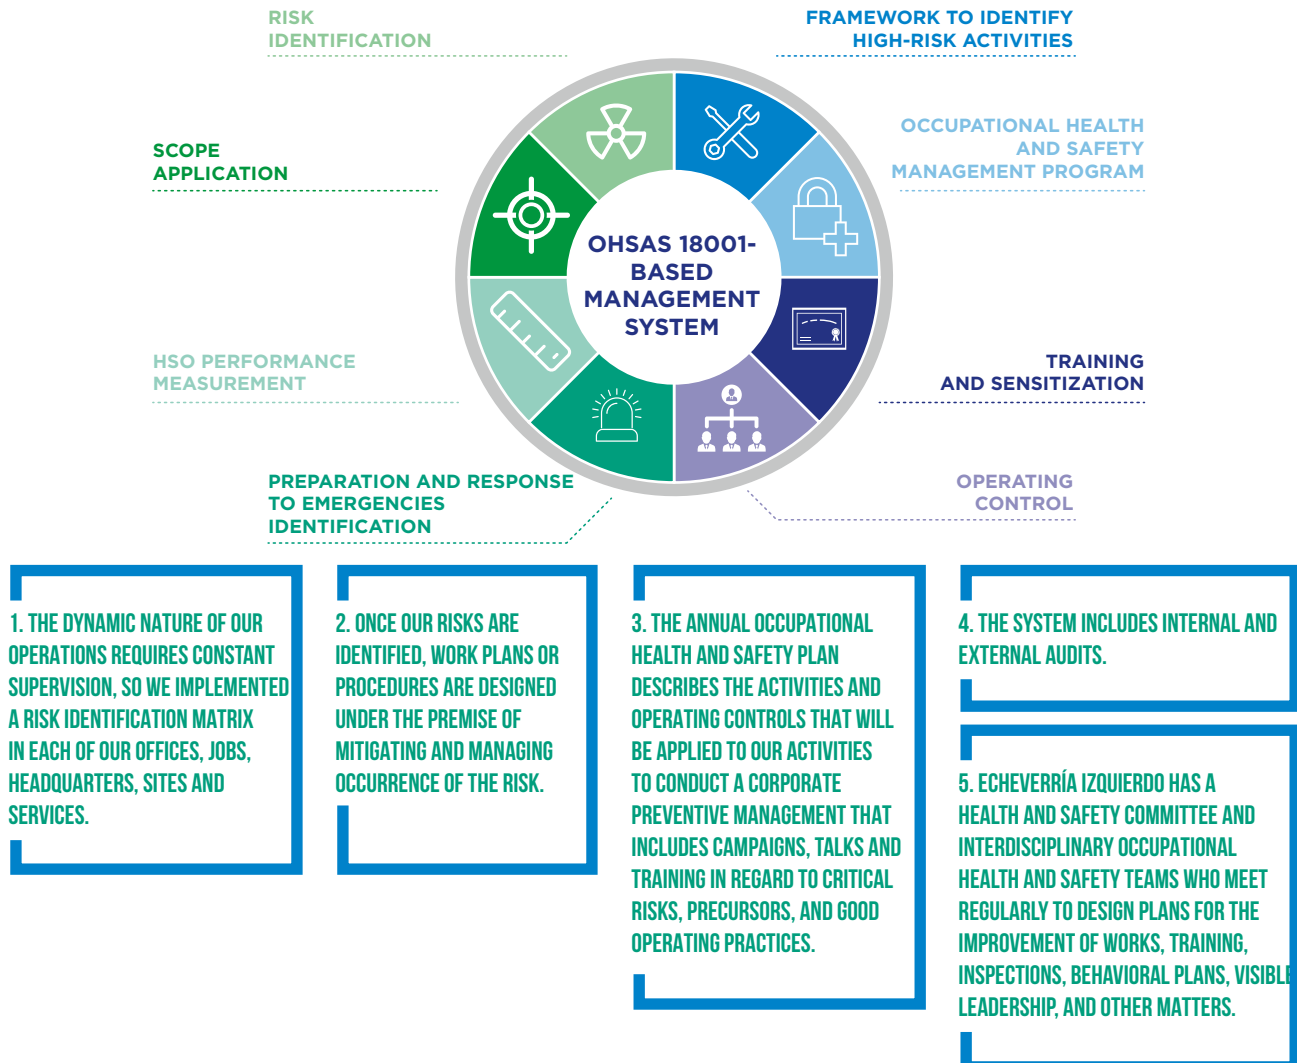 RISK
IDENTIFICATION
FRAMEWORK TO IDENTIFY
HIGH-RISK ACTIVITIES
SCOPE
APPLICATION
OCCUPATIONAL HEALTH
AND SAFETY
MANAGEMENT PROGRAM
OHSAS 18001-
BASED
MANAGEMENT
SYSTEM
HSO PERFORMANCE
MEASUREMENT
TRAINING
AND SENSITIZATION
PREPARATION AND RESPONSE
TO EMERGENCIES
IDENTIFICATION
OPERATING
CONTROL
1. THE DYNAMIC NATURE OF OUR
OPERATIONS REQUIRES CONSTANT
SUPERVISION, SO WE IMPLEMENTED
A RISK IDENTIFICATION MATRIX
IN EACH OF OUR OFFICES, JOBS,
HEADQUARTERS, SITES AND
SERVICES.
2. ONCE OUR RISKS ARE
IDENTIFIED, WORK PLANS OR
PROCEDURES ARE DESIGNED
UNDER THE PREMISE OF
MITIGATING AND MANAGING
OCCURRENCE OF THE RISK.
3. THE ANNUAL OCCUPATIONAL
HEALTH AND SAFETY PLAN
DESCRIBES THE ACTIVITIES AND
OPERATING CONTROLS THAT WILL
BE APPLIED TO OUR ACTIVITIES
TO CONDUCT A CORPORATE
PREVENTIVE MANAGEMENT THAT
INCLUDES CAMPAIGNS, TALKS AND
TRAINING IN REGARD TO CRITICAL
RISKS, PRECURSORS, AND GOOD
OPERATING PRACTICES.
4. THE SYSTEM INCLUDES INTERNAL AND
EXTERNAL AUDITS.
5. ECHEVERRÍA IZQUIERDO HAS A
HEALTH AND SAFETY COMMITTEE AND
INTERDISCIPLINARY OCCUPATIONAL
HEALTH AND SAFETY TEAMS WHO MEET
REGULARLY TO DESIGN PLANS FOR THE
IMPROVEMENT OF WORKS, TRAINING,
INSPECTIONS, BEHAVIORAL PLANS, VISIBLE
LEADERSHIP, AND OTHER MATTERS.